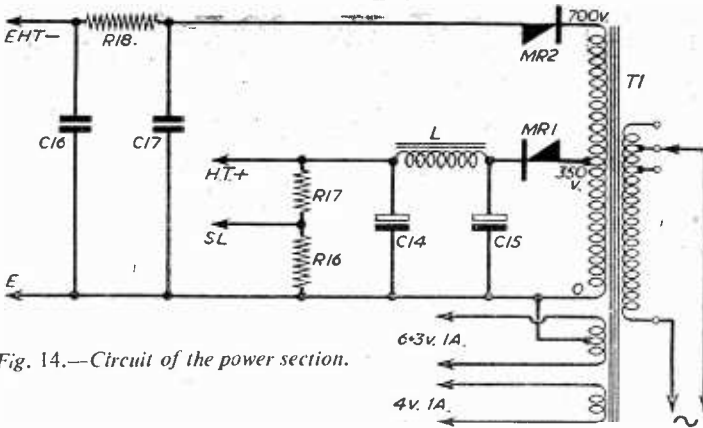 700v.
EHT−
R18.
MR2
T1
C16
C17
L
MR1
H.T.+
350
v.
R17
SL
C14
C15
R16
E
O
6·3v. 1A.
Fig. 14.—Circuit of the power section.
4v. 1A.
~